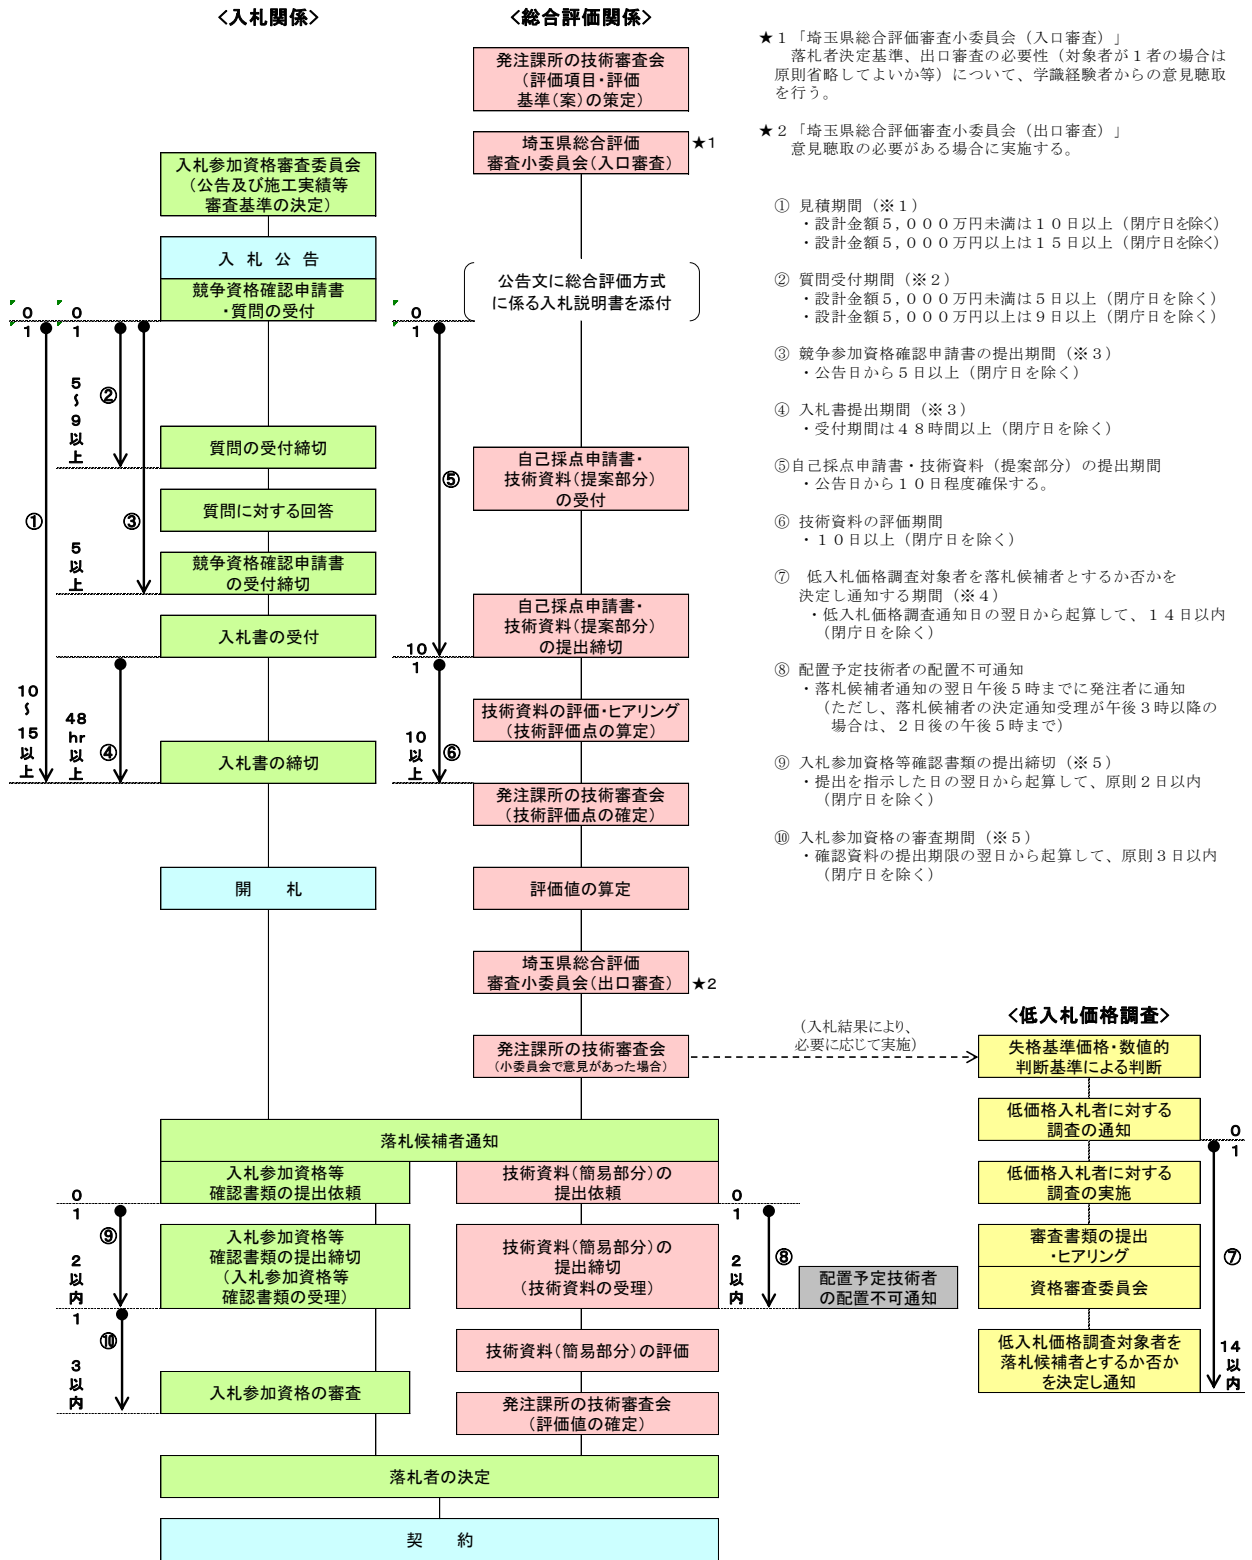 <入札関係>
<総合評価関係>
発注課所の技術審査会
(評価項目・評価
基準(案)の策定)
埼玉県総合評価
審査小委員会(入口審査)
★1
入札参加資格審査委員会
(公告及び施工実績等
審査基準の決定)
入 札 公 告
競争資格確認申請書
・質問の受付
公告文に総合評価方式
に係る入札説明書を添付
0
1
0
1
0
1
5
〜
9
以
上
②
質問の受付締切
自己採点申請書・
技術資料(提案部分)
の受付
⑤
①
③
質問に対する回答
5
以
上
競争資格確認申請書
の受付締切
入札書の受付
自己採点申請書・
技術資料(提案部分)
の提出締切
10
1
10
〜
15
以
上
48
hr
以
上
④
技術資料の評価・ヒアリング
(技術評価点の算定)
10
以
上
⑥
入札書の締切
発注課所の技術審査会
(技術評価点の確定)
開 札
評価値の算定
埼玉県総合評価
審査小委員会(出口審査)
★2
発注課所の技術審査会
(小委員会で意見があった場合)
(入札結果により、
必要に応じて実施)
★1「埼玉県総合評価審査小委員会(入口審査)」
落札者決定基準、出口審査の必要性(対象者が1者の場合は
原則省略してよいか等)について、学識経験者からの意見聴取
を行う。
★2「埼玉県総合評価審査小委員会(出口審査)」
意見聴取の必要がある場合に実施する。
① 見積期間(※1)
・設計金額5,000万円未満は10日以上(閉庁日を除く)
・設計金額5,000万円以上は15日以上(閉庁日を除く)
② 質問受付期間(※2)
・設計金額5,000万円未満は5日以上(閉庁日を除く)
・設計金額5,000万円以上は9日以上(閉庁日を除く)
③ 競争参加資格確認申請書の提出期間(※3)
・公告日から5日以上(閉庁日を除く)
④ 入札書提出期間(※3)
・受付期間は48時間以上(閉庁日を除く)
⑤自己採点申請書・技術資料(提案部分)の提出期間
・公告日から10日程度確保する。
⑥ 技術資料の評価期間
・10日以上(閉庁日を除く)
⑦ 低入札価格調査対象者を落札候補者とするか否かを
決定し通知する期間(※4)
・低入札価格調査通知日の翌日から起算して、14日以内
(閉庁日を除く)
⑧ 配置予定技術者の配置不可通知
・落札候補者通知の翌日午後5時までに発注者に通知
(ただし、落札候補者の決定通知受理が午後3時以降の
場合は、2日後の午後5時まで)
⑨ 入札参加資格等確認書類の提出締切(※5)
・提出を指示した日の翌日から起算して、原則2日以内
(閉庁日を除く)
⑩ 入札参加資格の審査期間(※5)
・確認資料の提出期限の翌日から起算して、原則3日以内
(閉庁日を除く)
<低入札価格調査>
失格基準価格・数値的
判断基準による判断
低価格入札者に対する
調査の通知
0
1
低価格入札者に対する
調査の実施
審査書類の提出
・ヒアリング
⑦
資格審査委員会
低入札価格調査対象者を
落札候補者とするか否か
を決定し通知
14
以
内
落札候補者通知
入札参加資格等
確認書類の提出依頼
技術資料(簡易部分)の
提出依頼
0
1
⑨
2
以
内
入札参加資格等
確認書類の提出締切
(入札参加資格等
確認書類の受理)
技術資料(簡易部分)の
提出締切
(技術資料の受理)
0
1
2
以
内
⑧
配置予定技術者
の配置不可通知
1
⑩
3
以
内
技術資料(簡易部分)の評価
入札参加資格の審査
発注課所の技術審査会
(評価値の確定)
落札者の決定
契 約